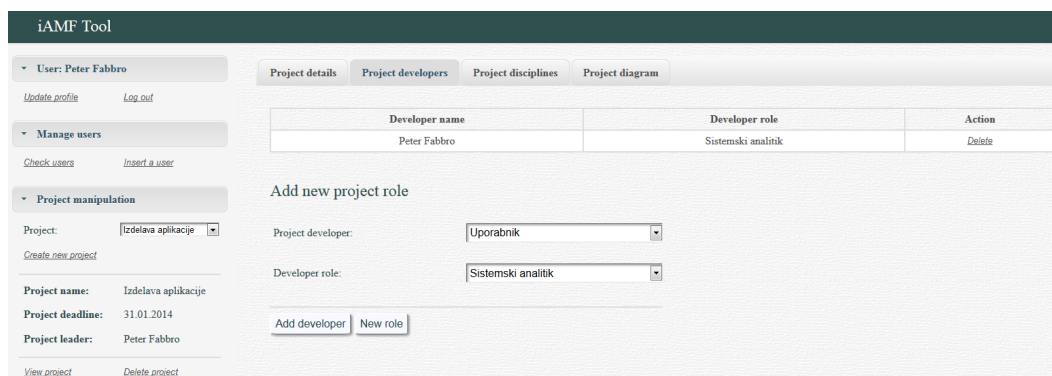 iAMF Tool
User: Peter Fabbro
Update profile Log out
Manage users
Check users Insert a user
Project manipulation
Project: Izdelava aplikacije
Create new project
Project name: Izdelava aplikacije
Project deadline: 31.01.2014
Project leader: Peter Fabbro
View project Delete project
Project details Project developers Project disciplines Project diagram
Developer name Developer role Action
Peter Fabbro Sistemski analitik Delete
Add new project role
Project developer: Uporabnik
Developer role: Sistemski analitik
Add developer New role